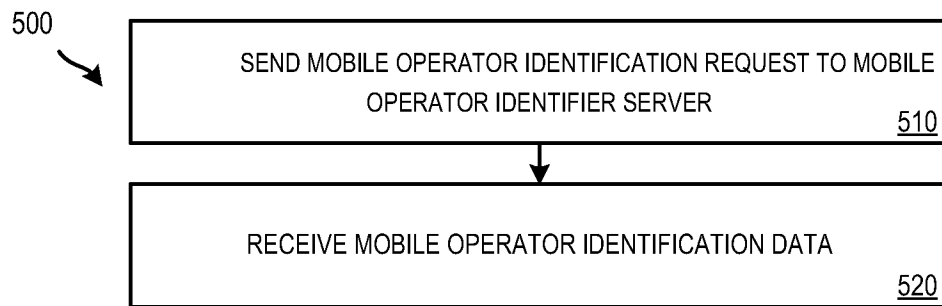 500
SEND MOBILE OPERATOR IDENTIFICATION REQUEST TO MOBILE
OPERATOR IDENTIFIER SERVER
510
RECEIVE MOBILE OPERATOR IDENTIFICATION DATA
520